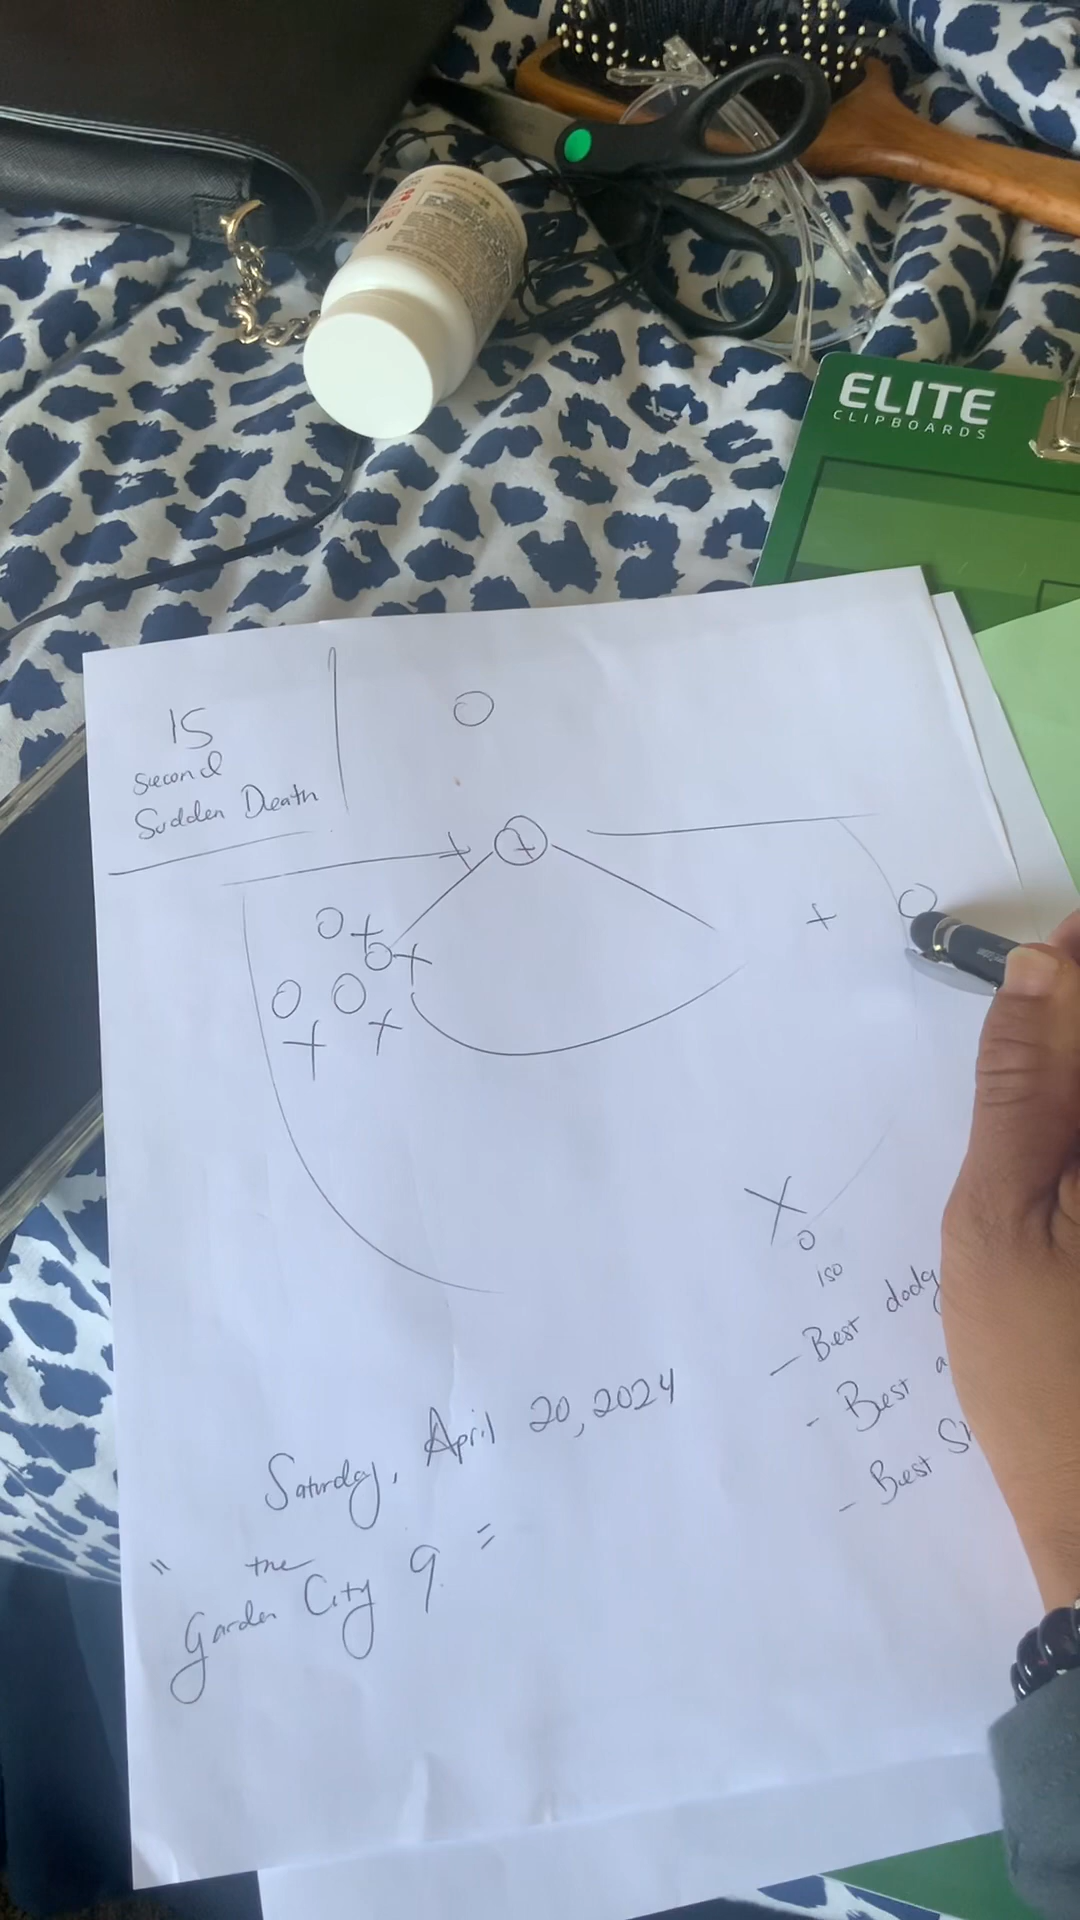 ELITE
CLIPBOARDS
15
Second
Sudden Death
Iso
- Best
- Best
- Best
Saturday, April 20, 2024
" the
Garden City 9 "